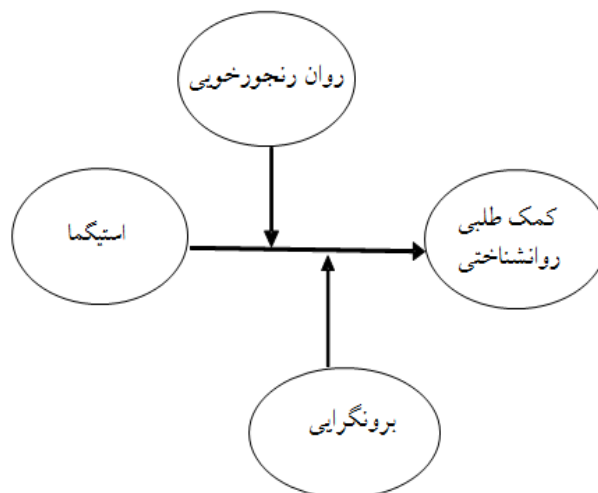 روان رنجورخویی
استیگما
کمک طلبی
روانشناختی
برونگرایی